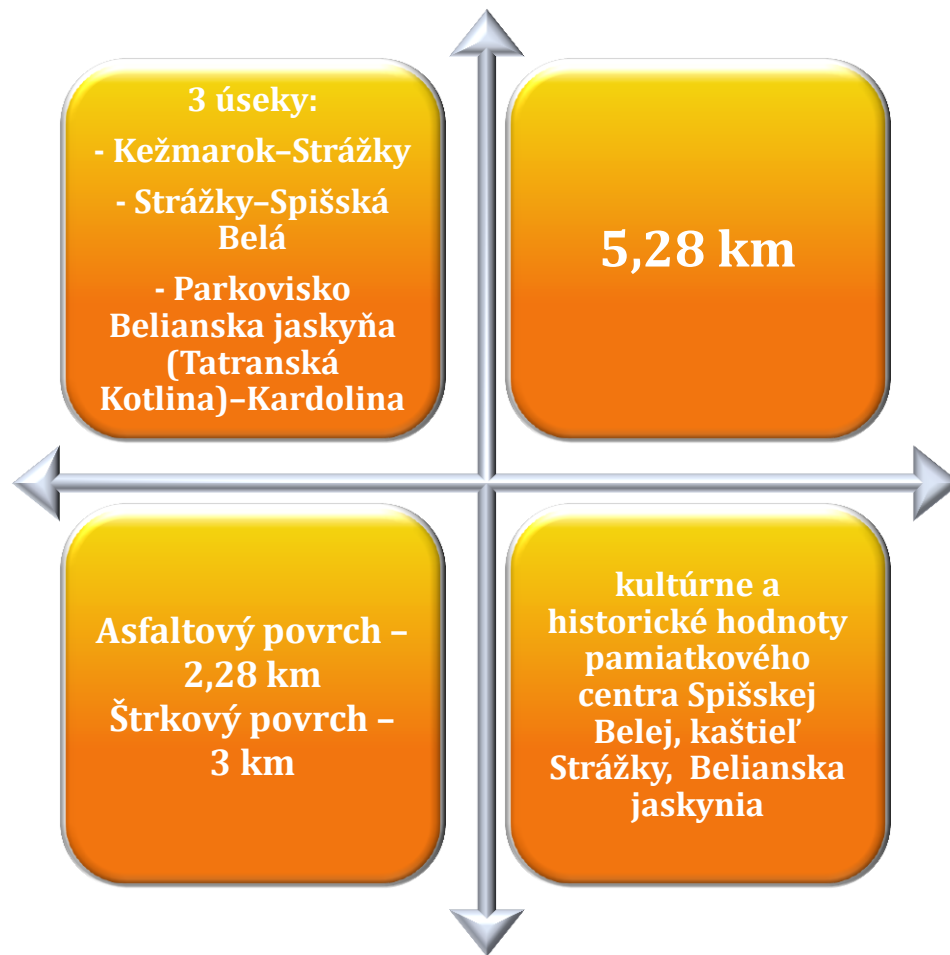 3 úseky:
- Kežmarok–Strážky
- Strážky–Spišská
Belá
- Parkovisko
Belianska jaskyňa
(Tatranská
Kotlina)–Kardolina
5,28 km
Asfaltový povrch –
2,28 km
Štrkový povrch –
3 km
kultúrne a
historické hodnoty
pamiatkového
centra Spišskej
Belej, kaštieľ
Strážky,  Belianska
jaskynia